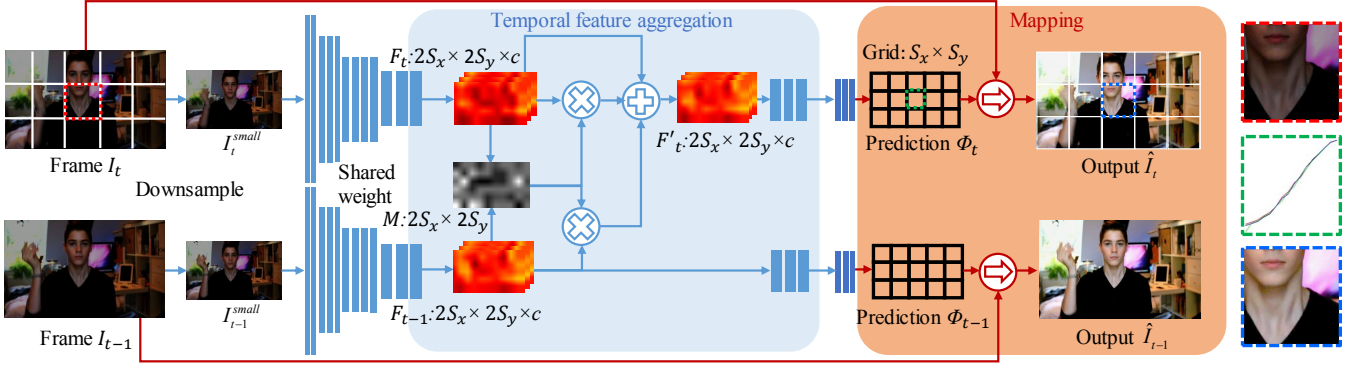 Temporal feature aggregation
Mapping
F_t:2S_x × 2S_y×c
Grid: S_x × S_y
I_t^{small}
F'_t:2S_x × 2S_y×c
Prediction Φ_t
Output Î_t
Frame I_t
Downsample
Shared
weight
M:2S_x × 2S_y
I_{t-1}^{small}
F_{t-1}:2S_x × 2S_y×c
Prediction Φ_{t-1}
Output Î_{t-1}
Frame I_{t-1}